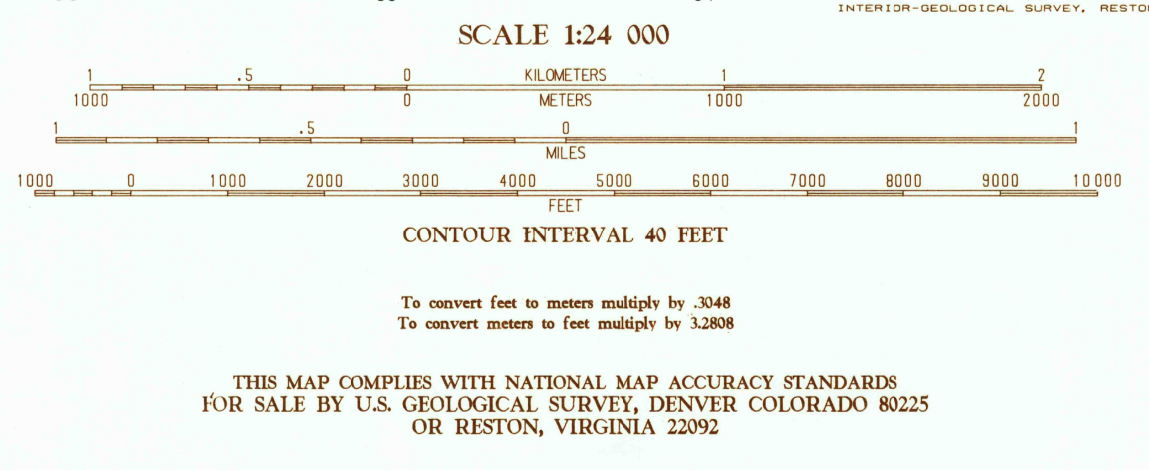 INTERIOR-GEOLOGICAL SURVEY, RESTO
SCALE 1:24 000
1 .5 0 KILOMETERS 1 2
1000 0 METERS 1000 2000
1 .5 0 1
MILES
1000 0 1000 2000 3000 4000 5000 6000 7000 8000 9000 10 000
FEET
CONTOUR INTERVAL 40 FEET
To convert feet to meters multiply by .3048
To convert meters to feet multiply by 3.2808
THIS MAP COMPLIES WITH NATIONAL MAP ACCURACY STANDARDS
FOR SALE BY U.S. GEOLOGICAL SURVEY, DENVER COLORADO 80225
OR RESTON, VIRGINIA 22092